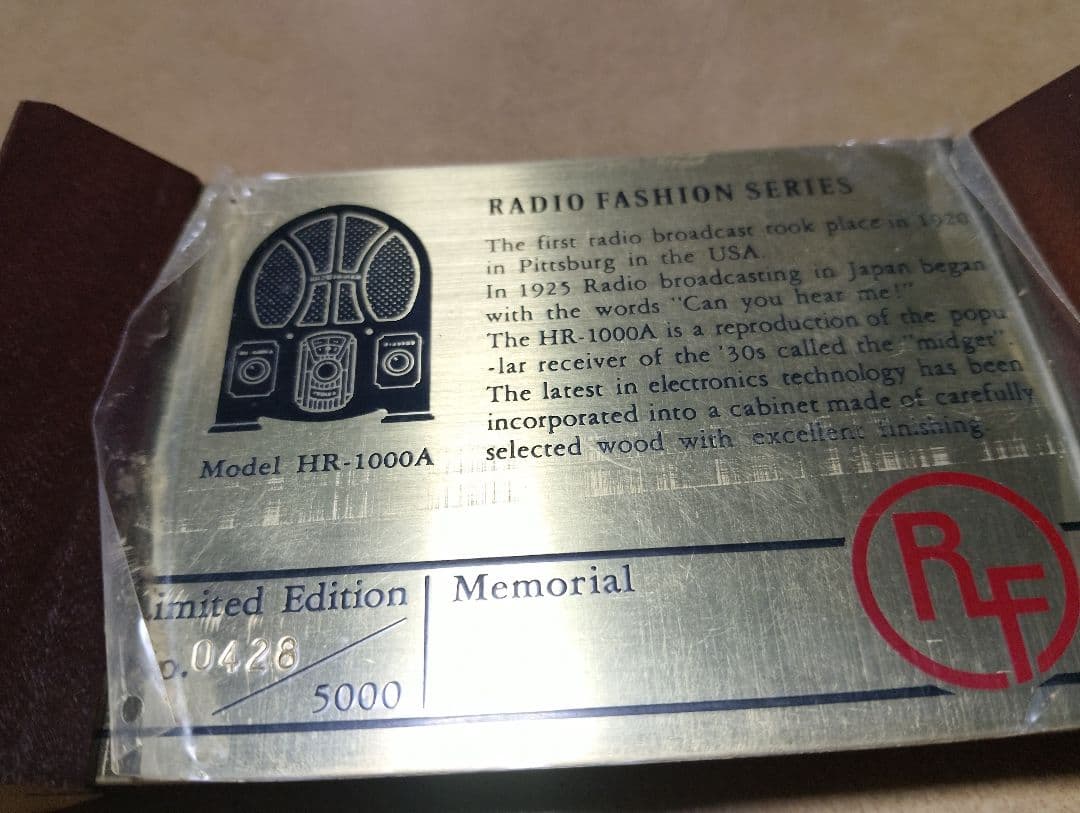 RADIO FASHION SERIES
The first radio broadcast took place in 1920
in Pittsburg in the USA
In 1925 Radio broadcasting in Japan began
with the words "Can you hear me!"
The HR-1000A is a reproduction of the popu
-lar receiver of the '30s called the "midget".
The latest in electronics technology has been
incorporated into a cabinet made of carefully
selected wood with excellent finishing
Model HR-1000A
Limited Edition
No. 0428
5000
Memorial
RF